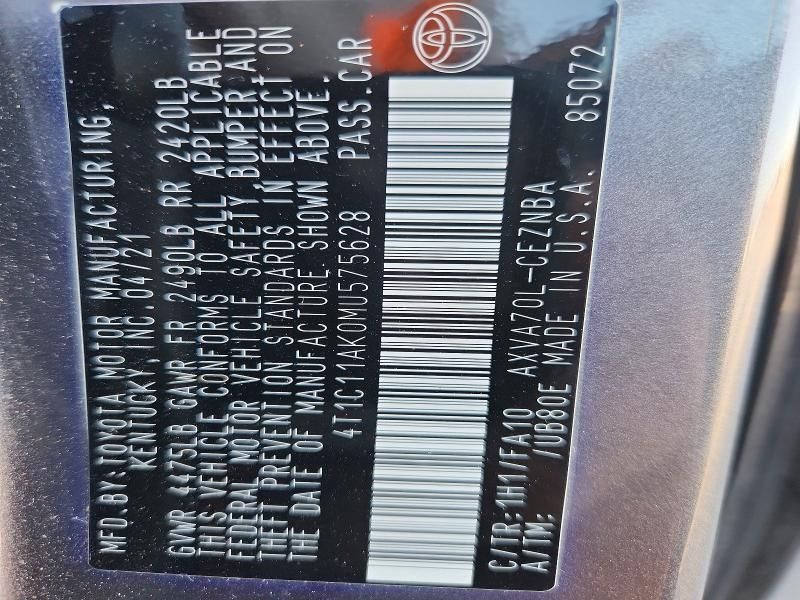 MFD.BY: TOYOTA MOTOR MANUFACTURING,
KENTUCKY, INC. 04/21
GVWR 4475LB GAWR FR 2490LB RR 2420LB
THIS VEHICLE CONFORMS TO ALL APPLICABLE
FEDERAL MOTOR VEHICLE SAFETY, BUMPER AND
THEFT PREVENTION STANDARDS IN EFFECT ON
THE DATE OF MANUFACTURE SHOWN ABOVE.
4T1C11AK0MU575628 PASS.CAR
C/TR: 1H1/FA10 AXVA70L-CEZNBA
A/TM: /UB80E MADE IN U.S.A. 85072